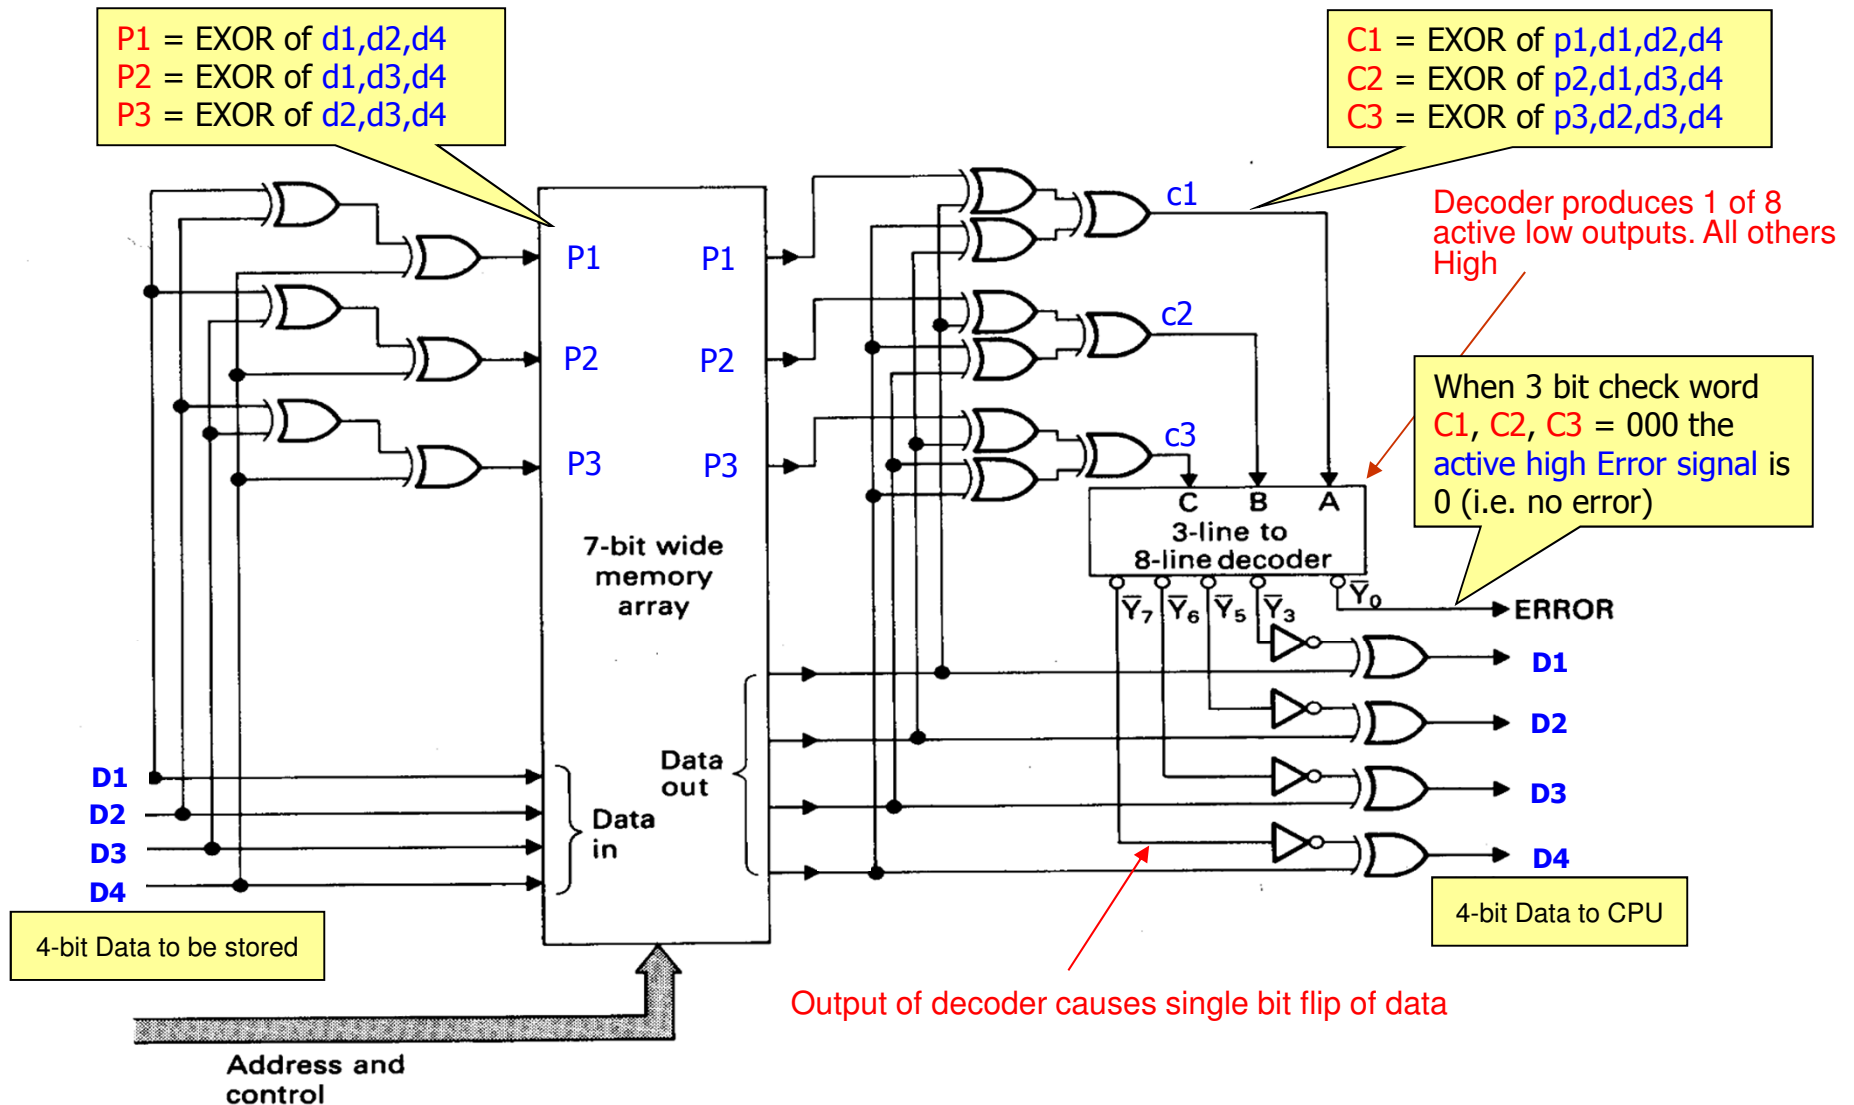 P1 = EXOR of d1,d2,d4
P2 = EXOR of d1,d3,d4
P3 = EXOR of d2,d3,d4
C1 = EXOR of p1,d1,d2,d4
C2 = EXOR of p2,d1,d3,d4
C3 = EXOR of p3,d2,d3,d4
Decoder produces 1 of 8
active low outputs. All others
High
c1
P1 P1
c2
P2 P2
c3
P3 P3
When 3 bit check word
C1, C2, C3 = 000 the
active high Error signal is
0 (i.e. no error)
C B A
3-line to
8-line decoder
7-bit wide
memory
array
Y̅7 Y̅6 Y̅5 Y̅3 Y̅0
ERROR
D1
D2
D3
D4
Data
out
Data
in
D1
D2
D3
D4
4-bit Data to be stored
4-bit Data to CPU
Output of decoder causes single bit flip of data
Address and
control